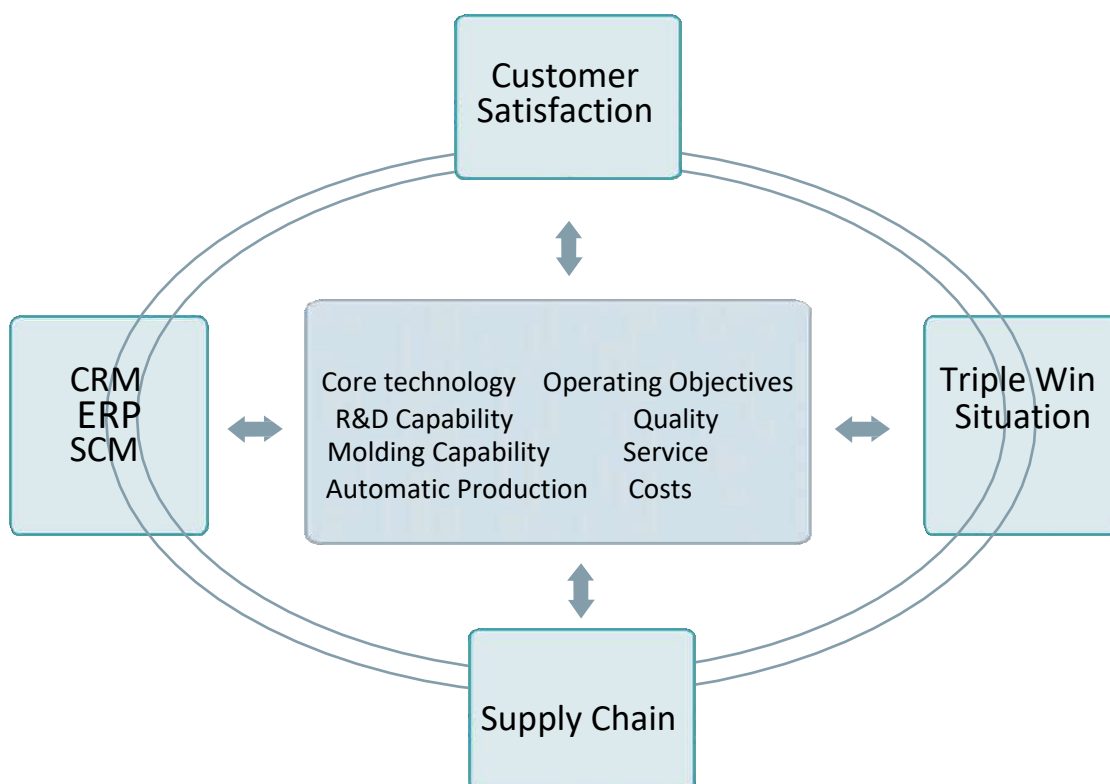 Customer
Satisfaction
CRM
ERP
SCM
Core technology Operating Objectives
R&D Capability Quality
Molding Capability Service
Automatic Production Costs
Triple Win
Situation
Supply Chain